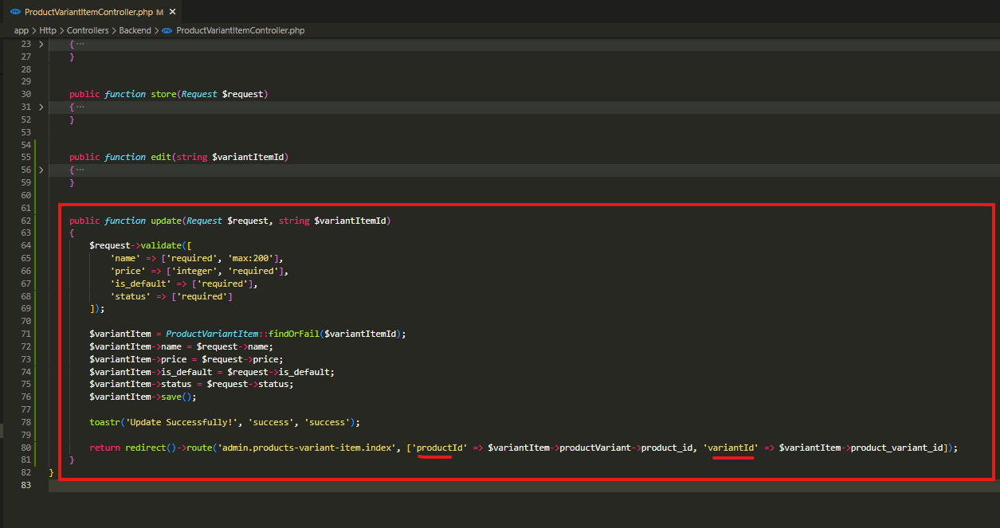 ProductVariantItemController.php M ×
app > Http > Controllers > Backend > ProductVariantItemController.php
23 > {···
27 }
28
29
30 public function store(Request $request)
31 > {···
52 }
53
54
55 public function edit(string $variantItemId)
56 > {···
59 }
60
61
62 public function update(Request $request, string $variantItemId)
63 {
64 $request->validate([
65 'name' => ['required', 'max:200'],
66 'price' => ['integer', 'required'],
67 'is_default' => ['required'],
68 'status' => ['required']
69 ]);
70
71 $variantItem = ProductVariantItem::findOrFail($variantItemId);
72 $variantItem->name = $request->name;
73 $variantItem->price = $request->price;
74 $variantItem->is_default = $request->is_default;
75 $variantItem->status = $request->status;
76 $variantItem->save();
77
78 toastr('Update Successfully!', 'success', 'success');
79
80 return redirect()->route('admin.products-variant-item.index', ['productId' => $variantItem->productVariant->product_id, 'variantId' => $variantItem->product_variant_id]);
81 }
82 }
83